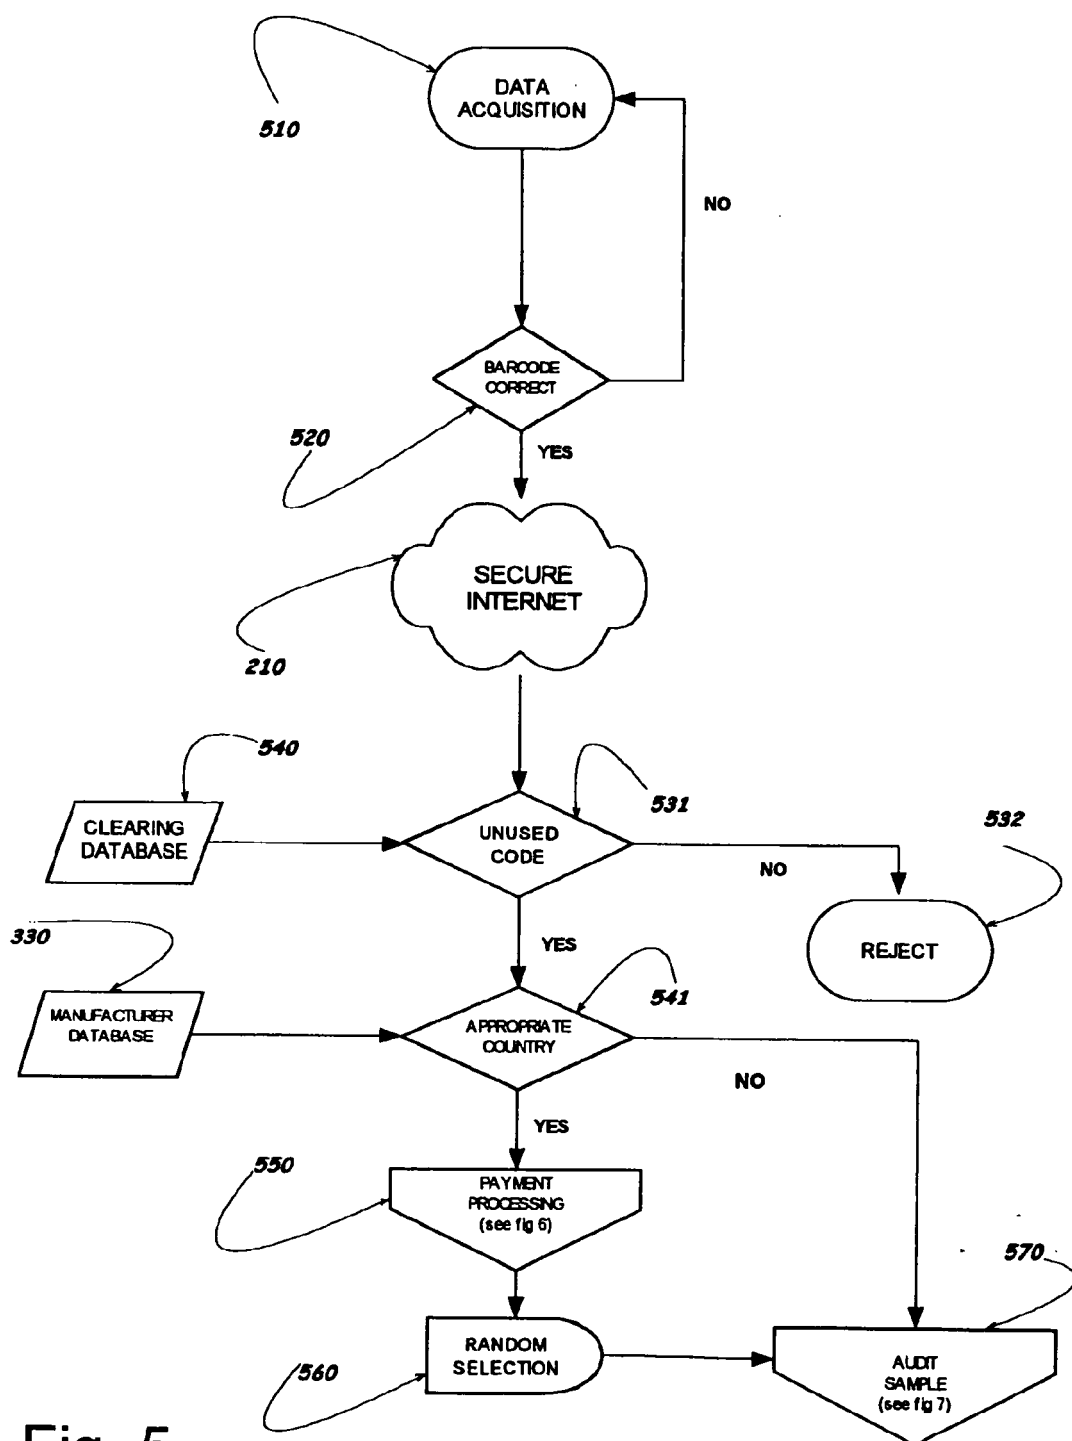 DATA
ACQUISITION
510
NO
BARCODE
CORRECT
520
YES
SECURE
INTERNET
210
540
531
532
CLEARING
DATABASE
UNUSED
CODE
NO
330
YES
REJECT
541
MANUFACTURER
DATABASE
APPROPRIATE
COUNTRY
NO
YES
550
PAYMENT
PROCESSING
(see fig 6)
570
RANDOM
SELECTION
560
AUDIT
SAMPLE
(see fig 7)
Fig. 5